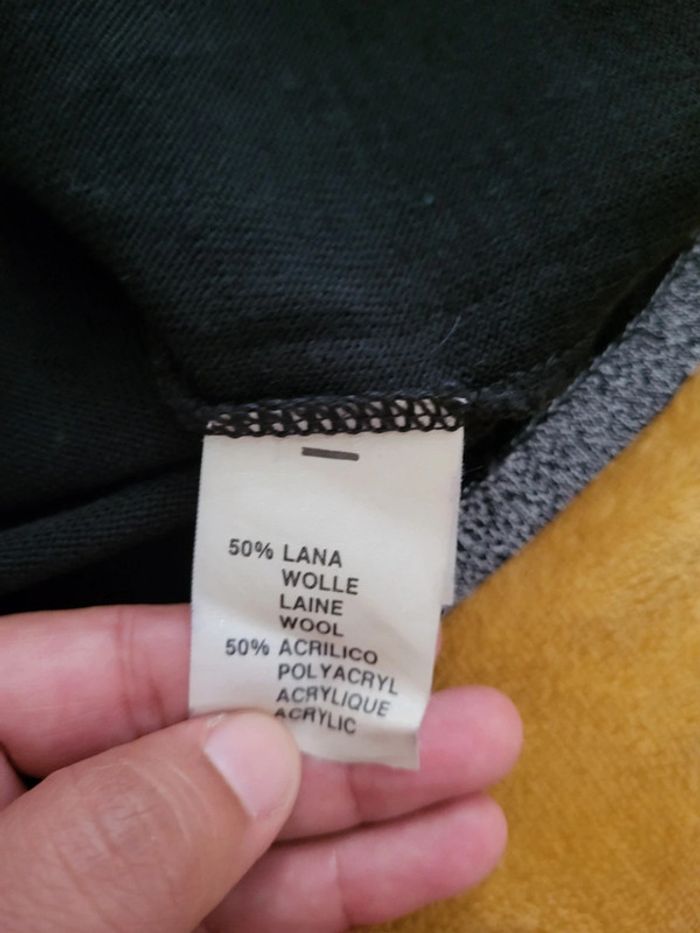 50% LANA
WOLLE
LAINE
WOOL
50% ACRILICO
POLYACRYL
ACRYLIQUE
ACRYLIC